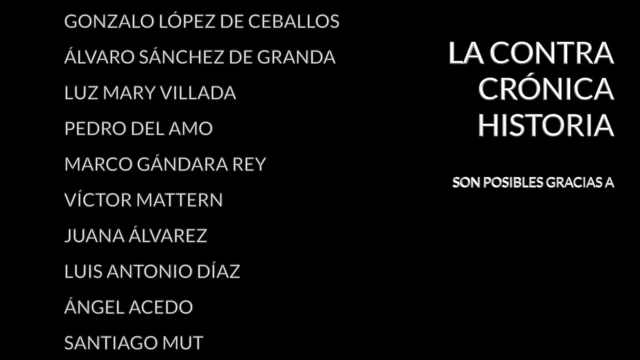 GONZALO LÓPEZ DE CEBALLOS
ÁLVARO SÁNCHEZ DE GRANDA
LUZ MARY VILLADA
PEDRO DEL AMO
MARCO GÁNDARA REY
VÍCTOR MATTERN
JUANA ÁLVAREZ
LUIS ANTONIO DÍAZ
ÁNGEL ACEDO
SANTIAGO MUT
LA CONTRA
CRÓNICA
HISTORIA
SON POSIBLES GRACIAS A